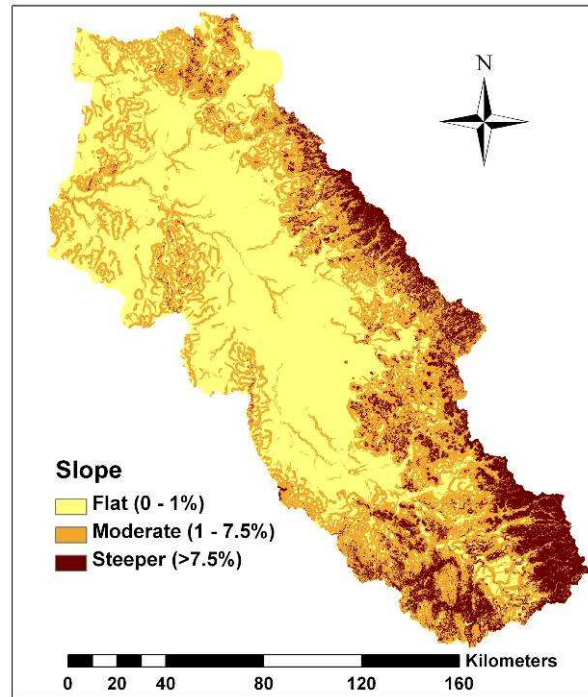 N
Slope
Flat (0 - 1%)
Moderate (1 - 7.5%)
Steeper (>7.5%)
Kilometers
0 20 40 80 120 160